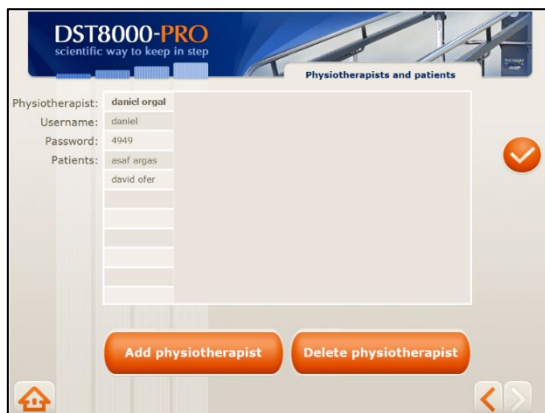 DST8000-PRO
scientific way to keep in step
Physiotherapists and patients
Physiotherapist: daniel orgal
Username: daniel
Password: 4949
Patients: asaf argas
david ofer
Add physiotherapist
Delete physiotherapist